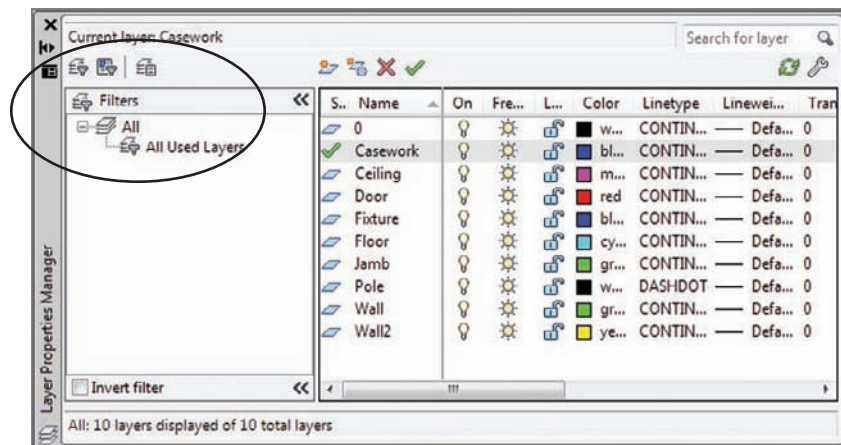 Current layer: Casework
Search for layer
Filters
All
All Used Layers
Invert filter
S.. Name On Fre... L... Color Linetype Linewei... Tran
0 w... CONTIN... Defa... 0
Casework bl... CONTIN... Defa... 0
Ceiling m... CONTIN... Defa... 0
Door red CONTIN... Defa... 0
Fixture bl... CONTIN... Defa... 0
Floor cy... CONTIN... Defa... 0
Jamb gr... CONTIN... Defa... 0
Pole w... DASHDOT Defa... 0
Wall gr... CONTIN... Defa... 0
Wall2 ye... CONTIN... Defa... 0
All: 10 layers displayed of 10 total layers
Layer Properties Manager